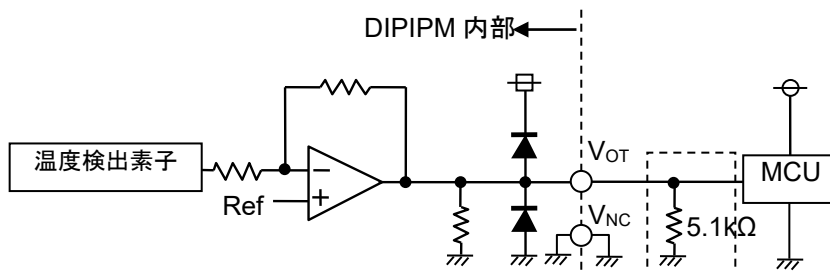 DIPIPM 内部
温度検出素子
Ref
−
+
VOT
VNC
5.1kΩ
MCU